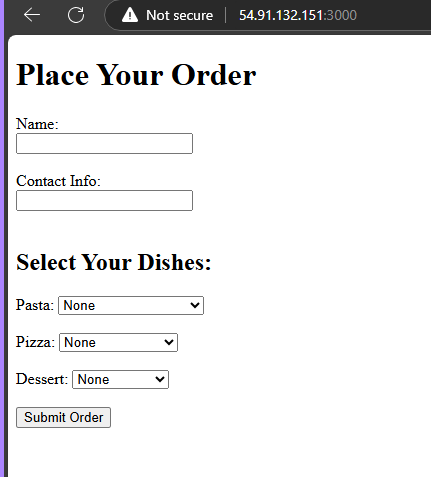 Not secure 54.91.132.151:3000
Place Your Order
Name:
Contact Info:
Select Your Dishes:
Pasta: None
Pizza: None
Dessert: None
Submit Order